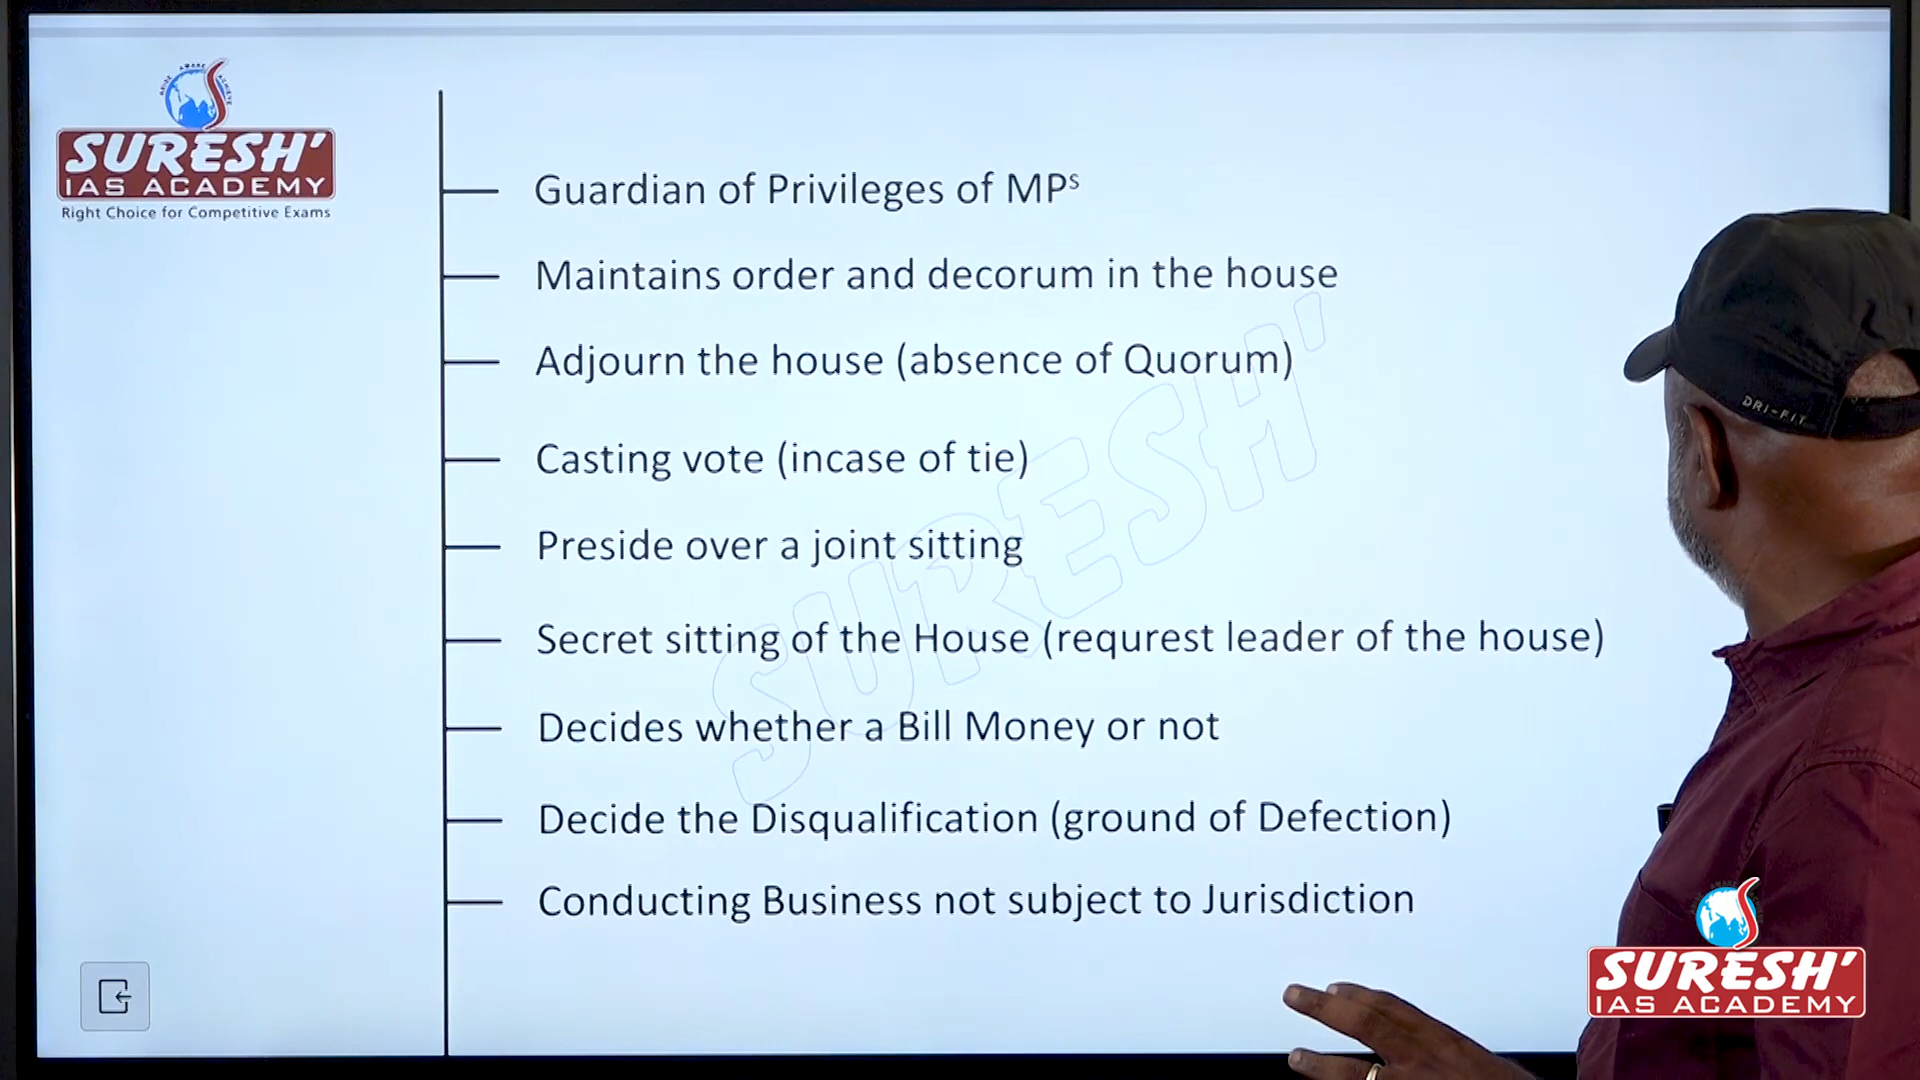 SURESH'
IAS ACADEMY
Right Choice for Competitive Exams
Guardian of Privileges of MPs
Maintains order and decorum in the house
Adjourn the house (absence of Quorum)
Casting vote (incase of tie)
Preside over a joint sitting
Secret sitting of the House (requrest leader of the house)
Decides whether a Bill Money or not
Decide the Disqualification (ground of Defection)
Conducting Business not subject to Jurisdiction
SURESH'
DRI-FIT
SURESH'
IAS ACADEMY